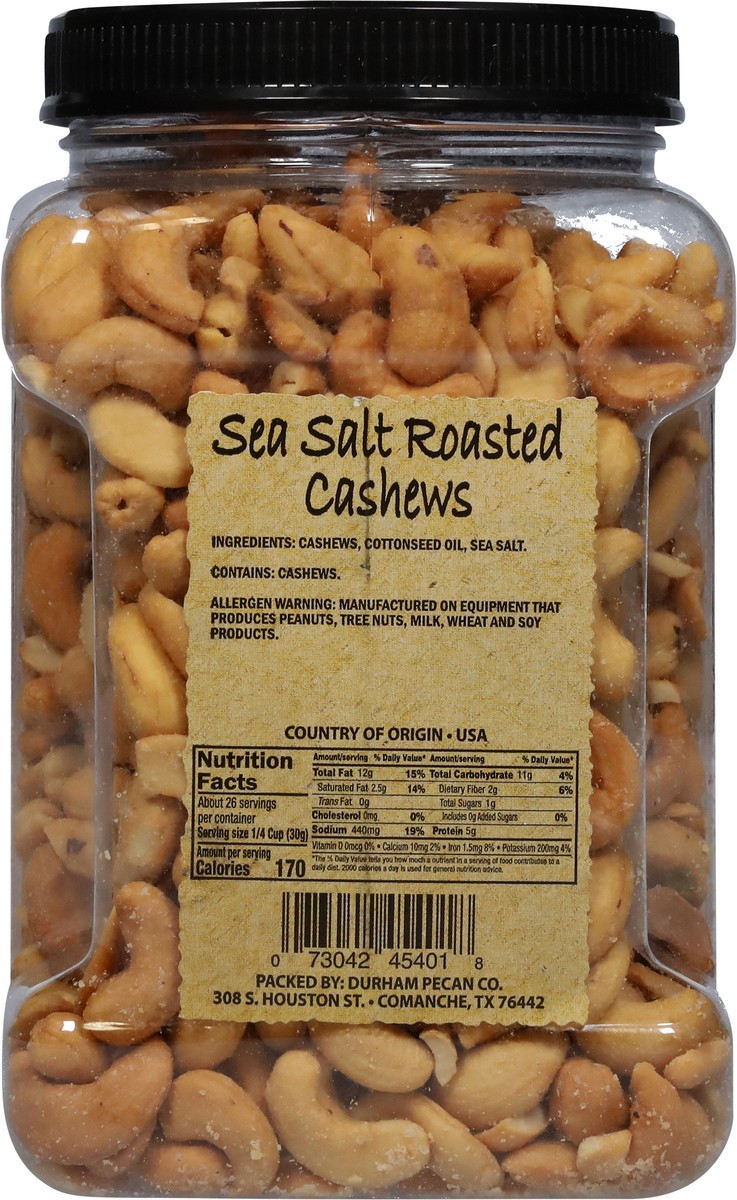 Sea Salt Roasted
Cashews
INGREDIENTS: CASHEWS, COTTONSEED OIL, SEA SALT.
CONTAINS: CASHEWS.
ALLERGEN WARNING: MANUFACTURED ON EQUIPMENT THAT
PRODUCES PEANUTS, TREE NUTS, MILK, WHEAT AND SOY
PRODUCTS.
COUNTRY OF ORIGIN • USA
Nutrition
Facts
About 26 servings
per container
Serving size 1/4 Cup (30g)
Amount per serving
Calories 170
Amount/serving % Daily Value* Amount/serving % Daily Value*
Total Fat 12g 15% Total Carbohydrate 11g 4%
Saturated Fat 2.5g 14% Dietary Fiber 2g 6%
Trans Fat 0g Total Sugars 1g
Cholesterol 0mg 0% Includes 0g Added Sugars 0%
Sodium 440mg 19% Protein 5g
Vitamin D 0mcg 0% • Calcium 10mg 2% • Iron 1.5mg 8% • Potassium 200mg 4%
*The % Daily Value tells you how much a nutrient in a serving of food contributes to a
daily diet. 2000 calories a day is used for general nutrition advice.
0 73042 45401 8
PACKED BY: DURHAM PECAN CO.
308 S. HOUSTON ST. • COMANCHE, TX 76442